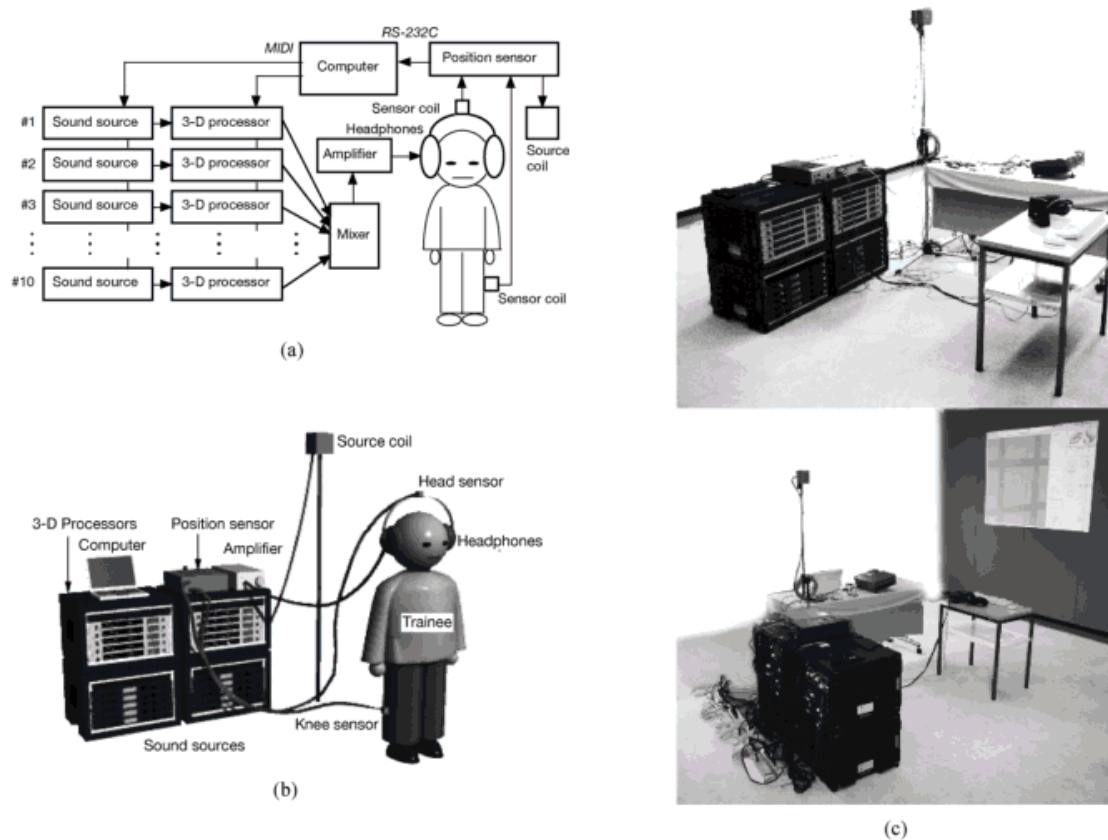 RS-232C
MIDI
Computer
Position sensor
Sensor coil
Headphones
#1 Sound source 3-D processor
Amplifier
Source
coil
#2 Sound source 3-D processor
#3 Sound source 3-D processor
Mixer
#10 Sound source 3-D processor
Sensor coil
(a)
Source coil
Head sensor
3-D Processors
Position sensor
Computer
Amplifier
Headphones
Trainee
Knee sensor
Sound sources
(b)
(c)